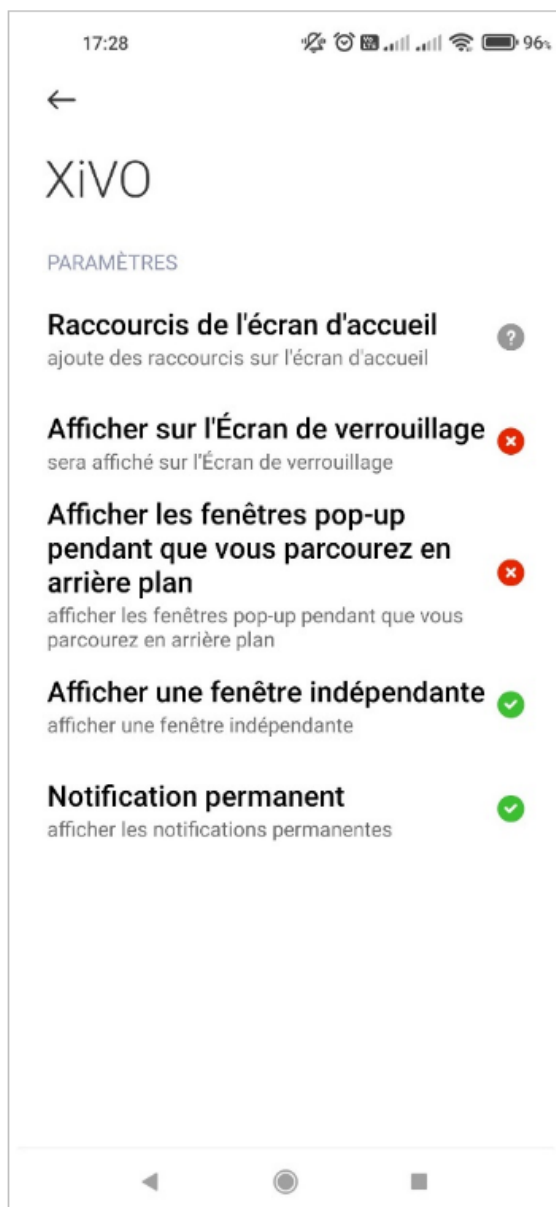 17:28
96%
XiVO
PARAMÈTRES
Raccourcis de l'écran d'accueil
ajoute des raccourcis sur l'écran d'accueil
Afficher sur l'Écran de verrouillage
sera affiché sur l'Écran de verrouillage
Afficher les fenêtres pop-up
pendant que vous parcourez en
arrière plan
afficher les fenêtres pop-up pendant que vous
parcourez en arrière plan
Afficher une fenêtre indépendante
afficher une fenêtre indépendante
Notification permanent
afficher les notifications permanentes